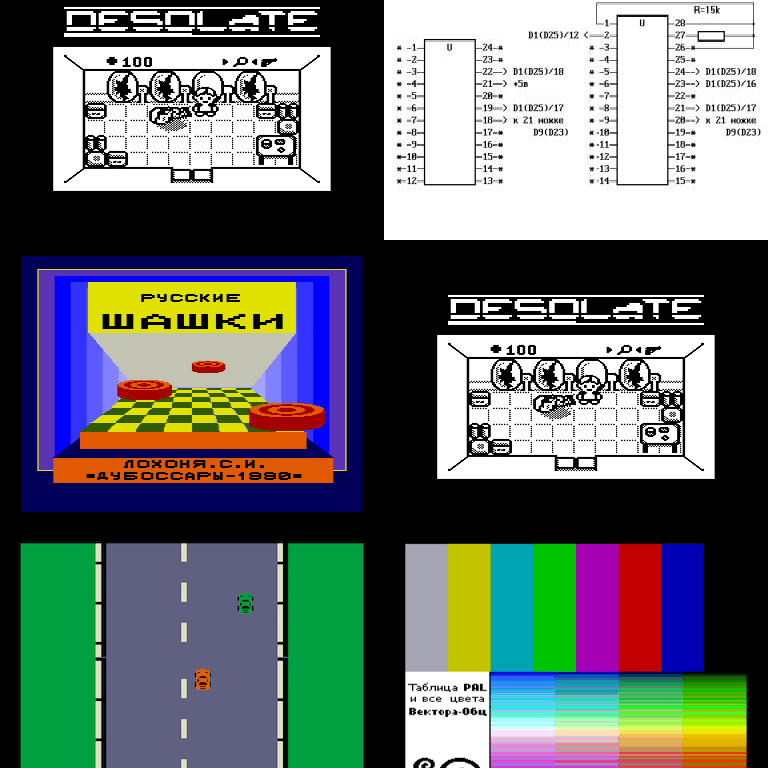 DESOLATE
100
R=15k
D1(D25)/12
U
U
1
28
2
27
-1
24-
-3
26-
-2
23-
-4
25-
-3
22
D1(D25)/18
-5
24
D1(D25)/18
-4
21
+5в
-6
23
D1(D25)/16
-5
20-
-7
22-
-6
19
D1(D25)/17
-8
21
D1(D25)/17
-7
18
к 21 ножке
-9
20
к 21 ножке
-8
17-
D9(DZ3)
-10
19-
D9(DZ3)
-9
16-
-11
18-
-10
15-
-12
17-
-11
14-
-13
16-
-12
13-
-14
15-
РУССКИЕ
ШАШКИ
ЛОХОНЯ.С.И.
=ДУБОССАРЫ-1990=
DESOLATE
100
Таблица PAL
и все цвета
Вектора-06ц